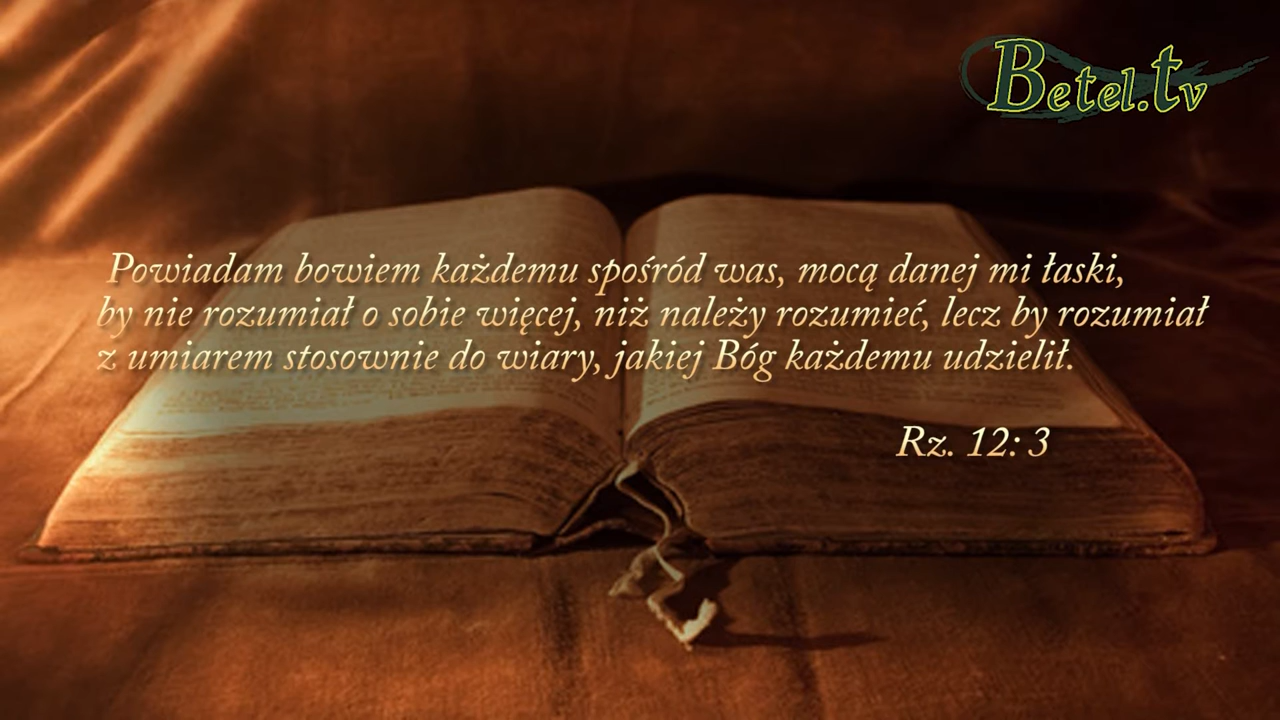 Betel.tv
Powiadam bowiem każdemu spośród was, mocą danej mi łaski,
by nie rozumiał o sobie więcej, niż należy rozumieć, lecz by rozumiał
z umiarem stosownie do wiary, jakiej Bóg każdemu udzielił.
Rz. 12: 3